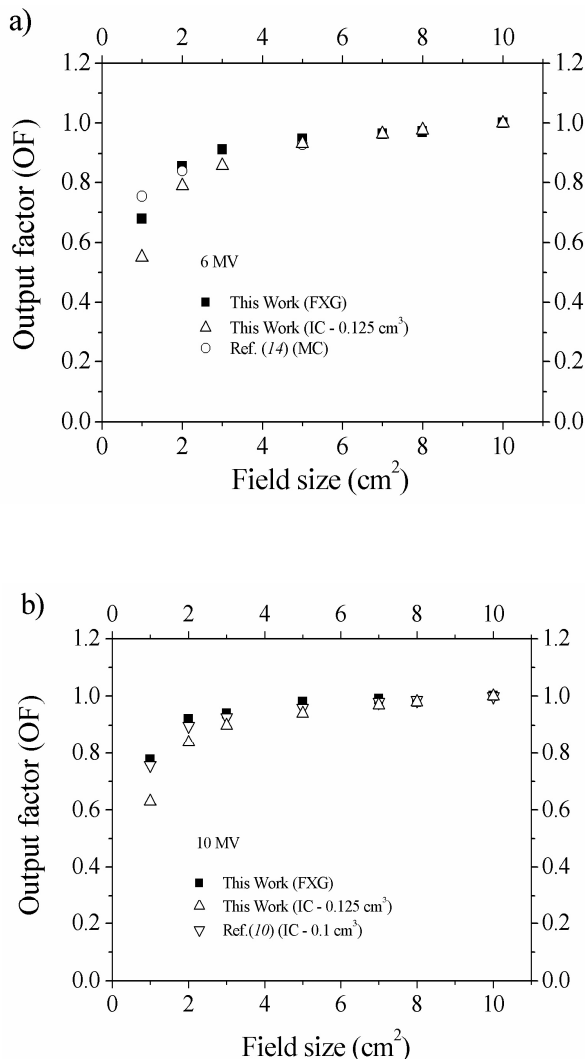 a)
0 2 4 6 8 10
1.2 1.2
1.0 1.0
0.8 0.8
0.6 0.6
0.4 0.4
0.2 0.2
0.0 0.0
Output factor (OF)
6 MV
This Work (FXG)
This Work (IC - 0.125 cm³)
Ref. (14) (MC)
0 2 4 6 8 10
Field size (cm²)
b)
0 2 4 6 8 10
1.2 1.2
1.0 1.0
0.8 0.8
0.6 0.6
0.4 0.4
0.2 0.2
0.0 0.0
Output factor (OF)
10 MV
This Work (FXG)
This Work (IC - 0.125 cm³)
Ref.(10) (IC - 0.1 cm³)
0 2 4 6 8 10
Field size (cm²)